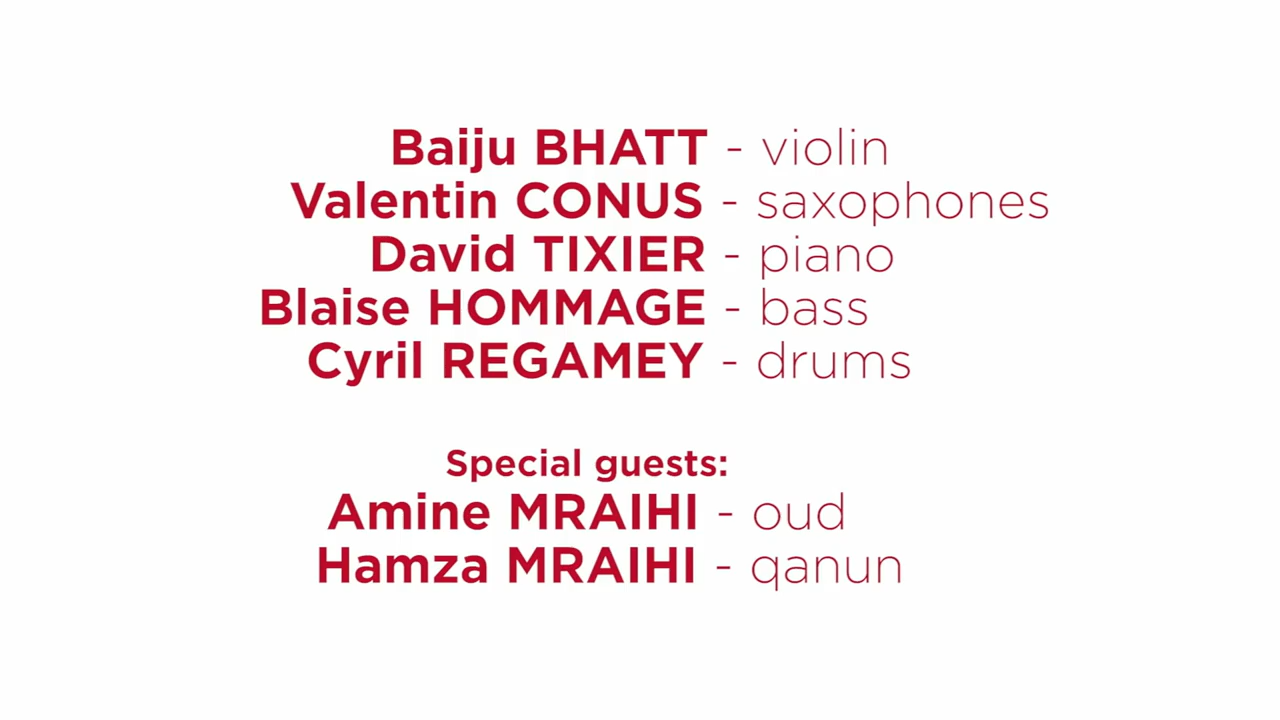 Baiju BHATT - violin
Valentin CONUS - saxophones
David TIXIER - piano
Blaise HOMMAGE - bass
Cyril REGAMEY - drums
Special guests:
Amine MRAIHI - oud
Hamza MRAIHI - qanun